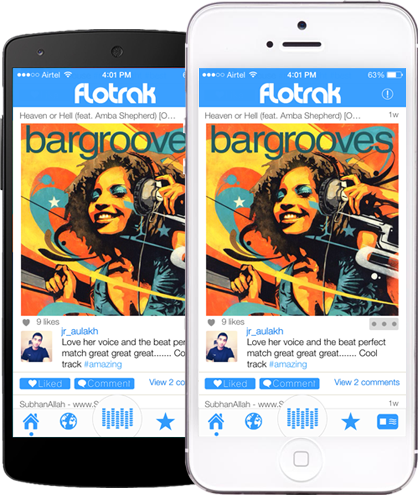 ●●●○○ Airtel 4:01 PM
flotrak
Heaven or Hell (feat. Amba Shepherd) [O...
bargrooves
9 likes
jr_aulakh
Love her voice and the beat perfect
match great great great....... Cool
track #amazing
Liked Comment View 2 c
SubhanAllah - www.S
●●●○○ Airtel 4:01 PM 63%
flotrak
Heaven or Hell (feat. Amba Shepherd) [O... 1w
bargrooves
9 likes
jr_aulakh
Love her voice and the beat perfect
match great great great....... Cool
track #amazing
Liked Comment View 2 comments
SubhanAllah - www.S 1w